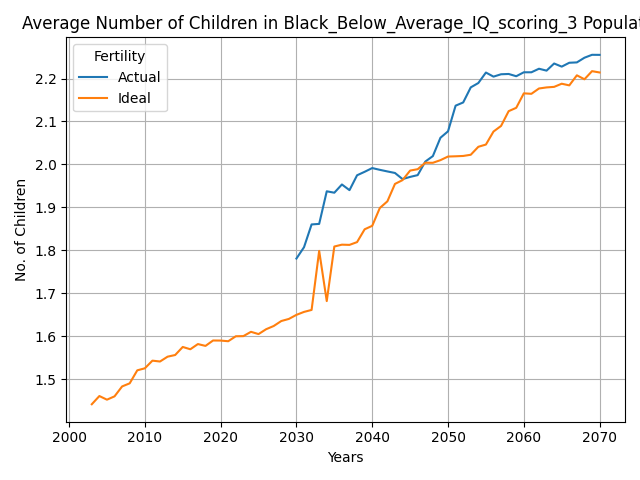 Average Number of Children in Black_Below_Average_IQ_scoring_3 Populat
Fertility
Actual
Ideal
2.2
2.1
2.0
1.9
1.8
1.7
1.6
1.5
No. of Children
2000 2010 2020 2030 2040 2050 2060 2070
Years